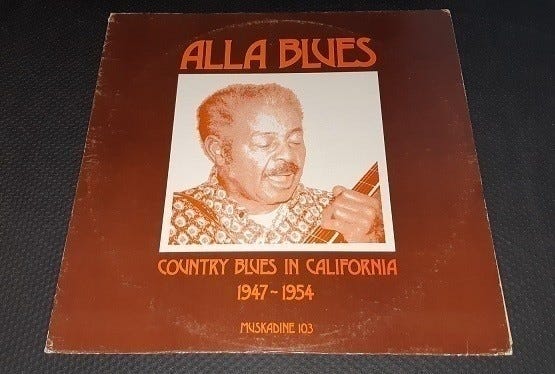 ALLA BLUES
COUNTRY BLUES IN CALIFORNIA
1947~1954
MUSKADINE 103